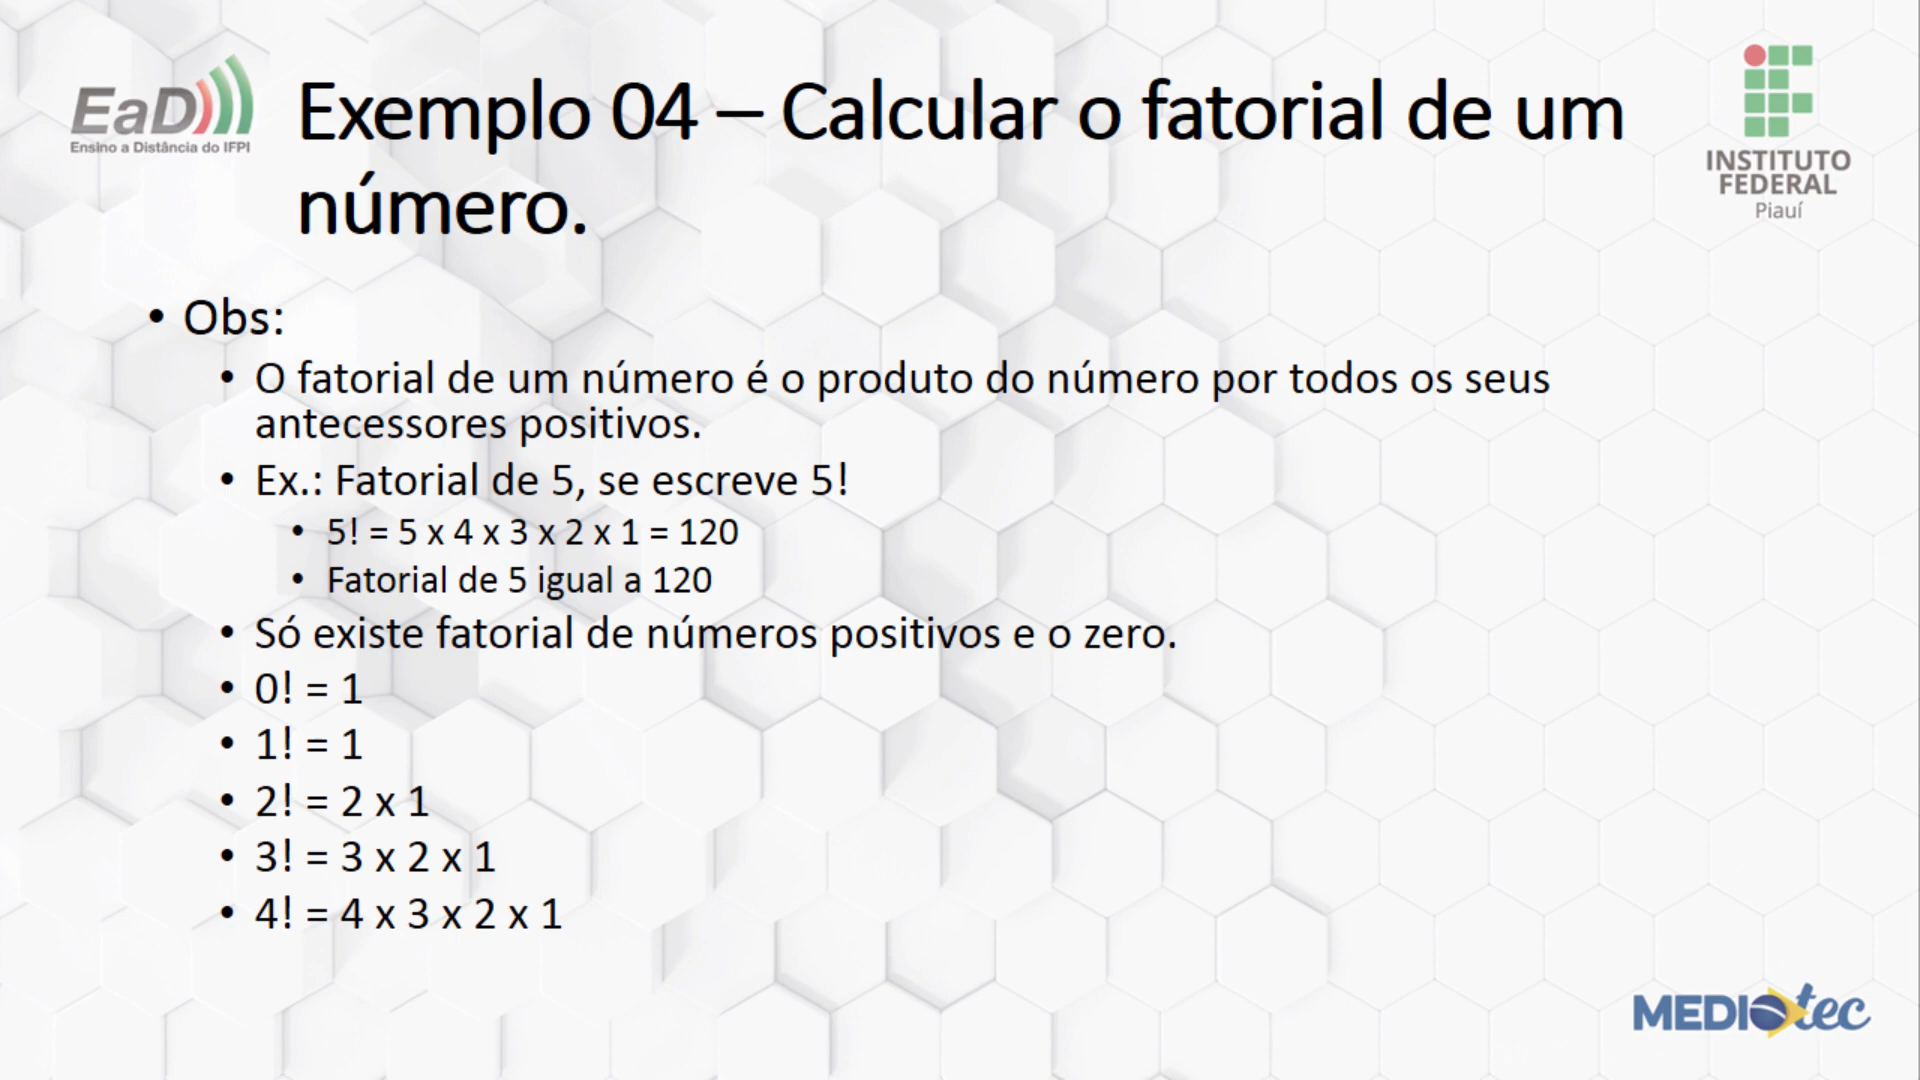 EaD
Ensino a Distância do IFPI
Exemplo 04 – Calcular o fatorial de um
número.
INSTITUTO
FEDERAL
Piauí
• Obs:
• O fatorial de um número é o produto do número por todos os seus
antecessores positivos.
• Ex.: Fatorial de 5, se escreve 5!
• 5! = 5 x 4 x 3 x 2 x 1 = 120
• Fatorial de 5 igual a 120
• Só existe fatorial de números positivos e o zero.
• 0! = 1
• 1! = 1
• 2! = 2 x 1
• 3! = 3 x 2 x 1
• 4! = 4 x 3 x 2 x 1
MEDIOtec